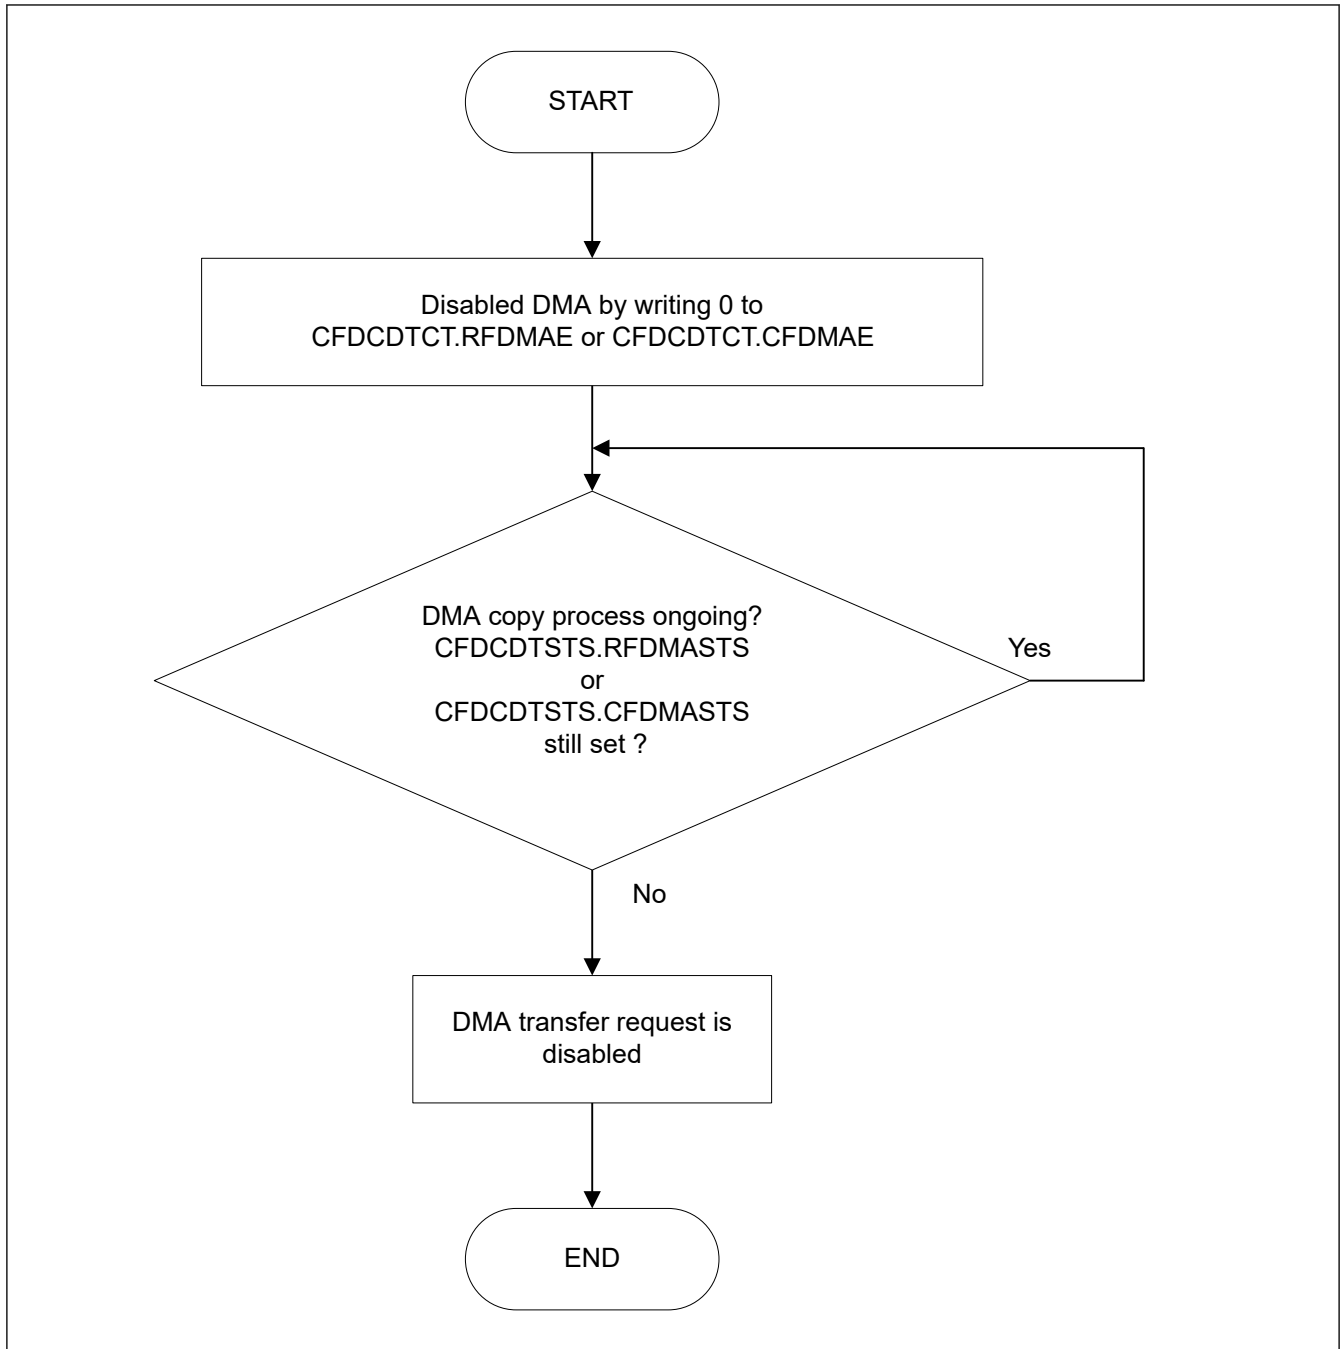 START
Disabled DMA by writing 0 to
CFDCDTCT.RFDMAE or CFDCDTCT.CFDMAE
DMA copy process ongoing?
CFDCDTSTS.RFDMASTS
or
CFDCDTSTS.CFDMASTS
still set ?
Yes
No
DMA transfer request is
disabled
END